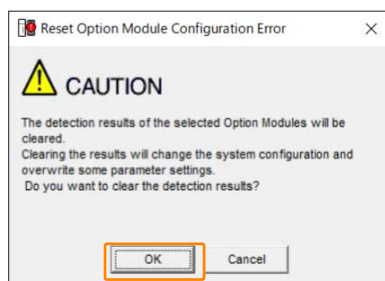 Reset Option Module Configuration Error
CAUTION
The detection results of the selected Option Modules will be
cleared.
Clearing the results will change the system configuration and
overwrite some parameter settings.
Do you want to clear the detection results?
OK Cancel